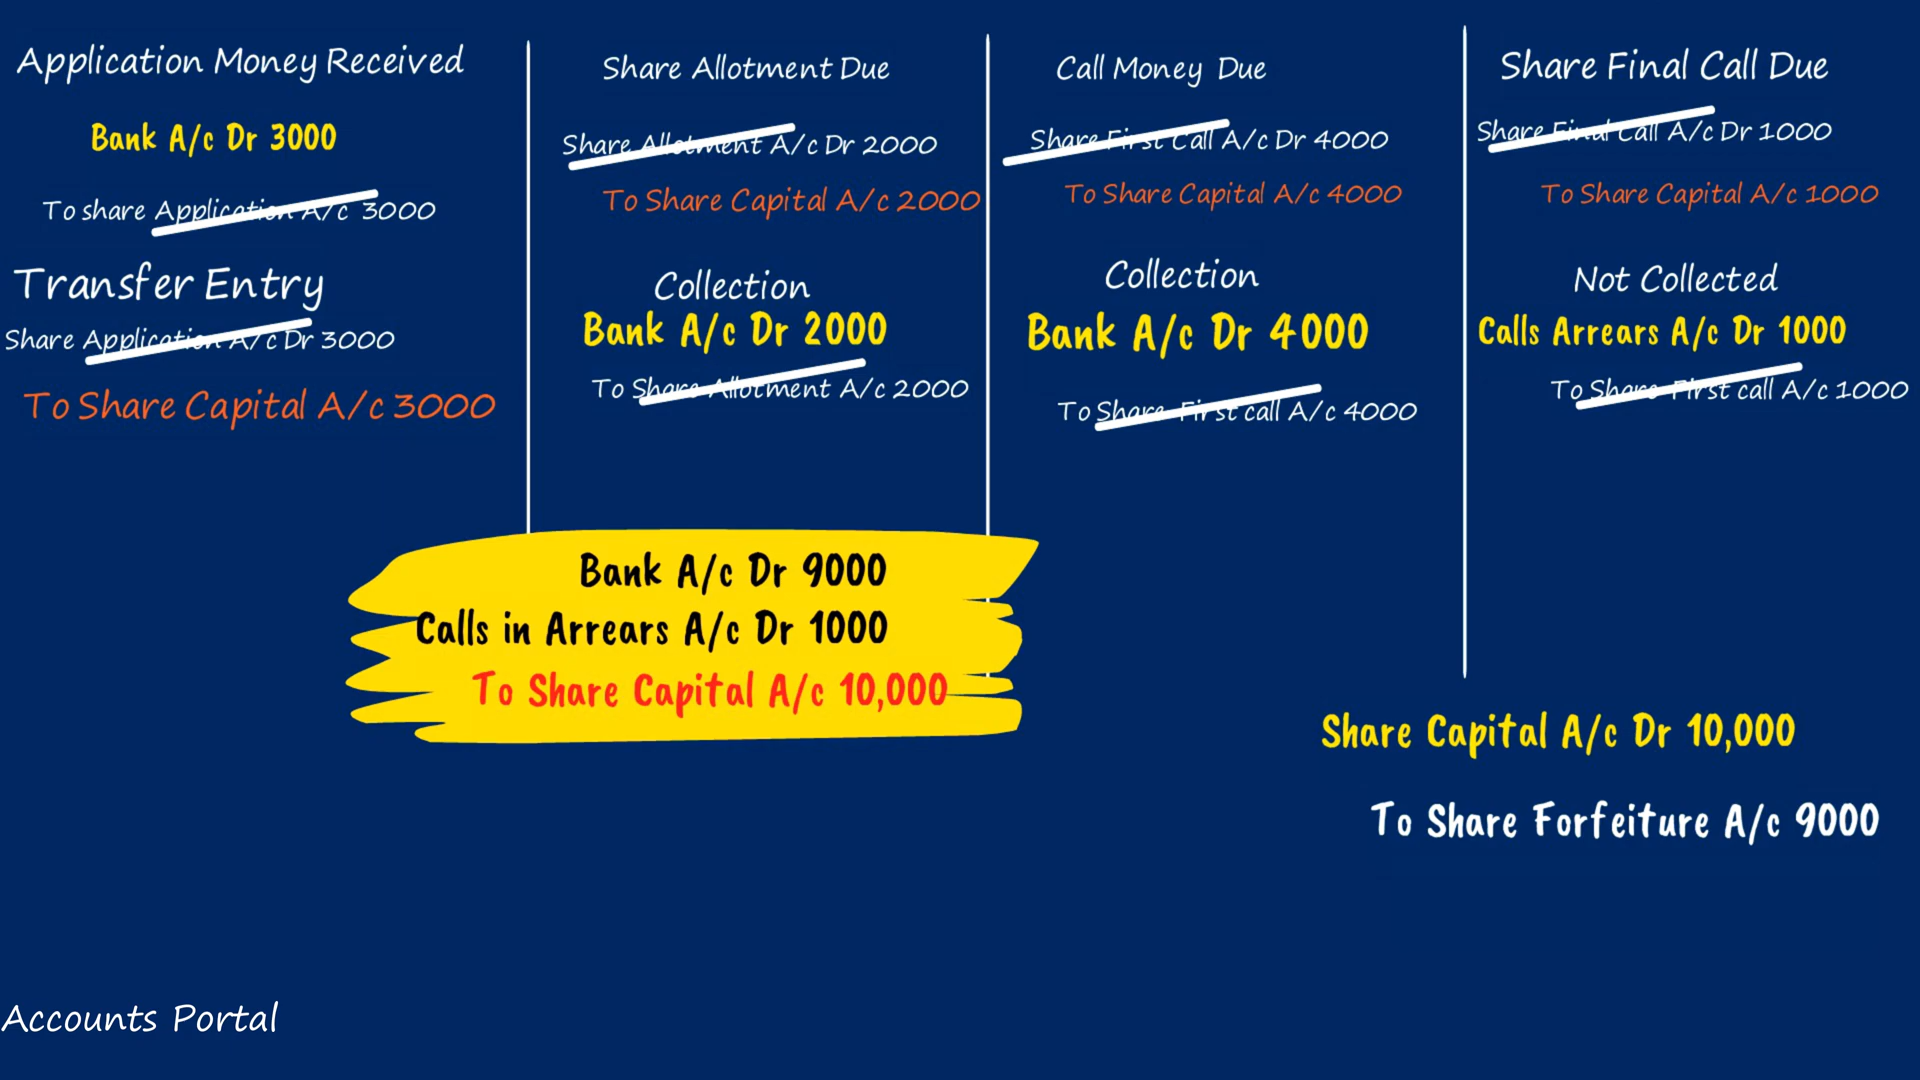 Application Money Received
Bank A/c Dr 3000
To share Application A/c 3000
Transfer Entry
Share Application A/c Dr 3000
To Share Capital A/c 3000
Share Allotment Due
Share Allotment A/c Dr 2000
To Share Capital A/c 2000
Collection
Bank A/c Dr 2000
To Share Allotment A/c 2000
Call Money Due
Share First Call A/c Dr 4000
To Share Capital A/c 4000
Collection
Bank A/c Dr 4000
To Share First call A/c 4000
Share Final Call Due
Share Final Call A/c Dr 1000
To Share Capital A/c 1000
Not Collected
Calls Arrears A/c Dr 1000
To Share First call A/c 1000
Bank A/c Dr 9000
Calls in Arrears A/c Dr 1000
To Share Capital A/c 10,000
Share Capital A/c Dr 10,000
To Share Forfeiture A/c 9000
Accounts Portal